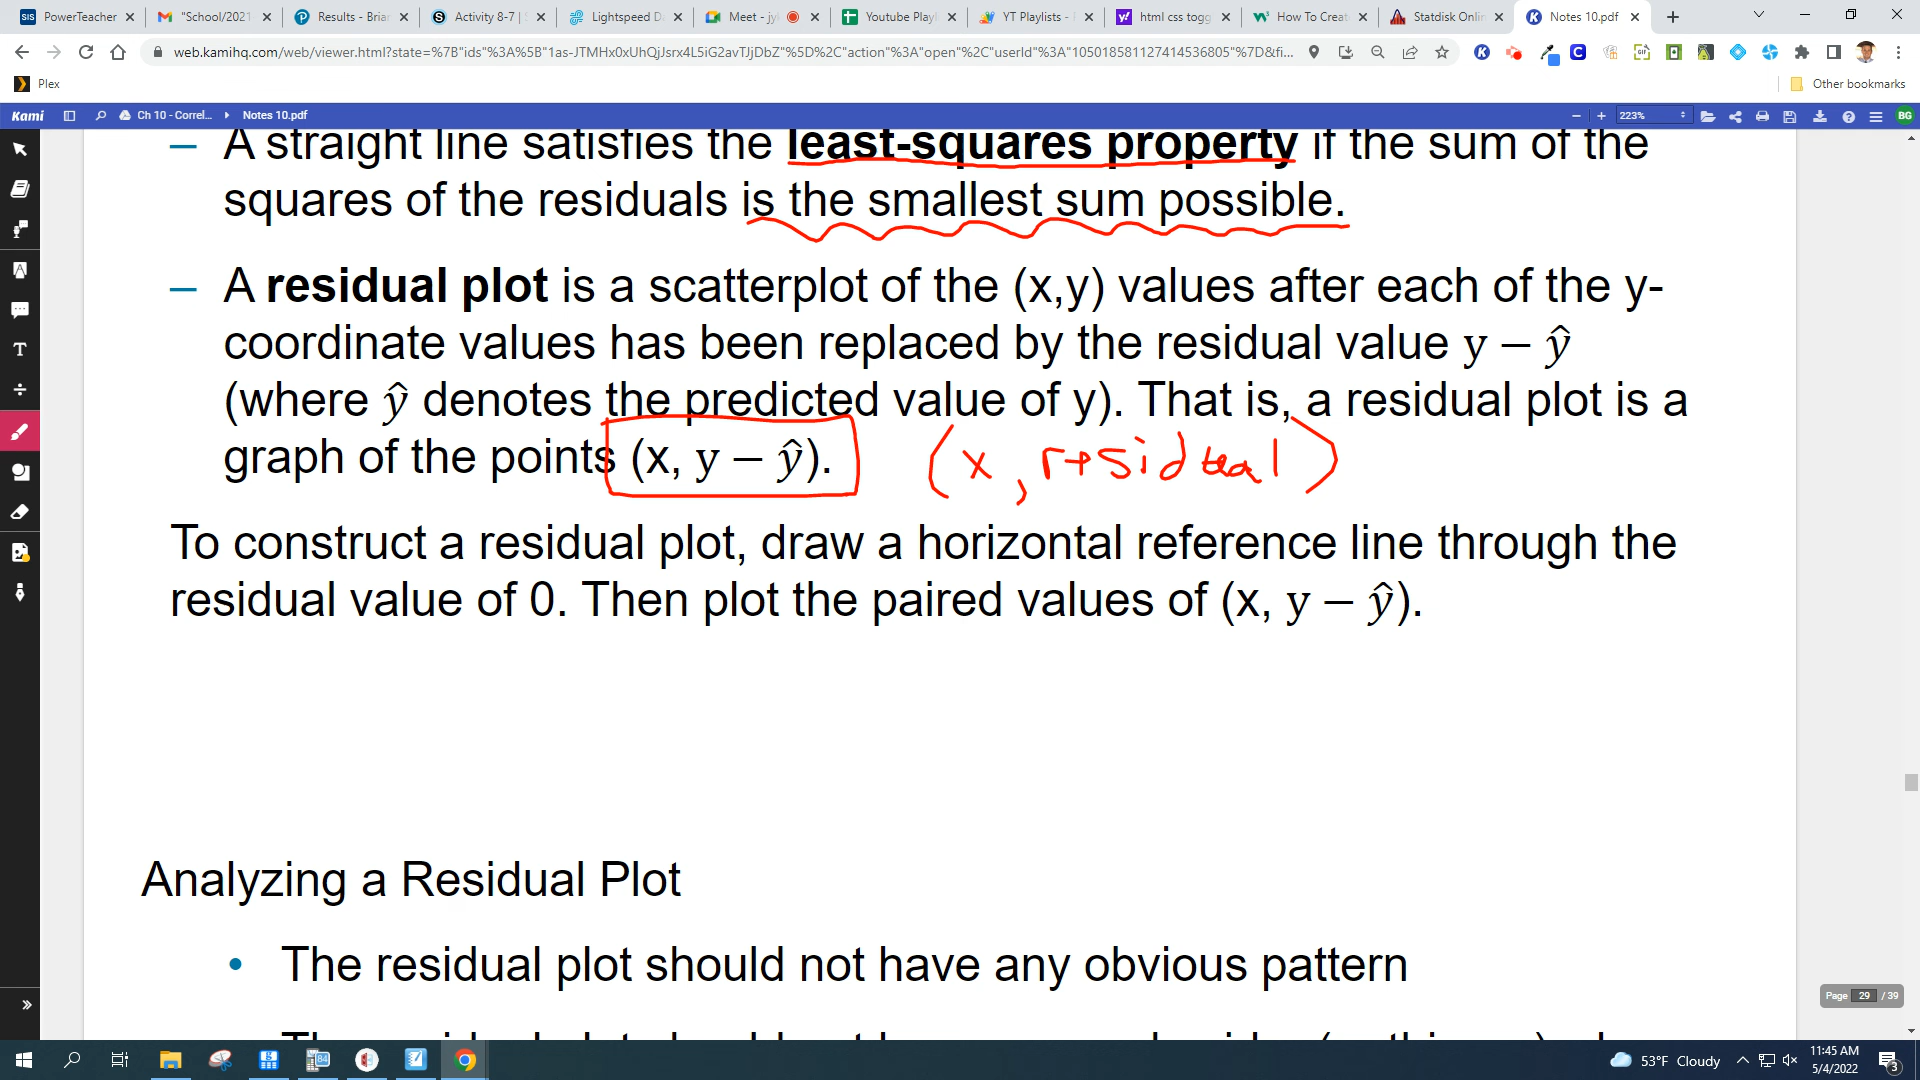 PowerTeacher
"School/2021
Results - Bria
Activity 8-7 |
Lightspeed D
Meet - jyl
Youtube Playl
YT Playlists -
html css togg
How To Creat
Statdisk Onlin
Notes 10.pdf
web.kamihq.com/web/viewer.html?state=%7B"ids"%3A%5B"1as-JTMHx0xUhQjJsrx4L5iG2avTJjDbZ"%5D%2C"action"%3A"open"%2C"userId"%3A"105018581127414536805"%7D&fi...
Plex
Other bookmarks
Kami
Ch 10 - Correl...
Notes 10.pdf
223%
BG
– A straight line satisfies the least-squares property if the sum of the
squares of the residuals is the smallest sum possible.
– A residual plot is a scatterplot of the (x,y) values after each of the y-
coordinate values has been replaced by the residual value y – ŷ
(where ŷ denotes the predicted value of y). That is, a residual plot is a
graph of the points (x, y – ŷ). (x, residual)
To construct a residual plot, draw a horizontal reference line through the
residual value of 0. Then plot the paired values of (x, y – ŷ).
Analyzing a Residual Plot
• The residual plot should not have any obvious pattern
Page 29 / 39
53°F Cloudy
11:45 AM
5/4/2022
3